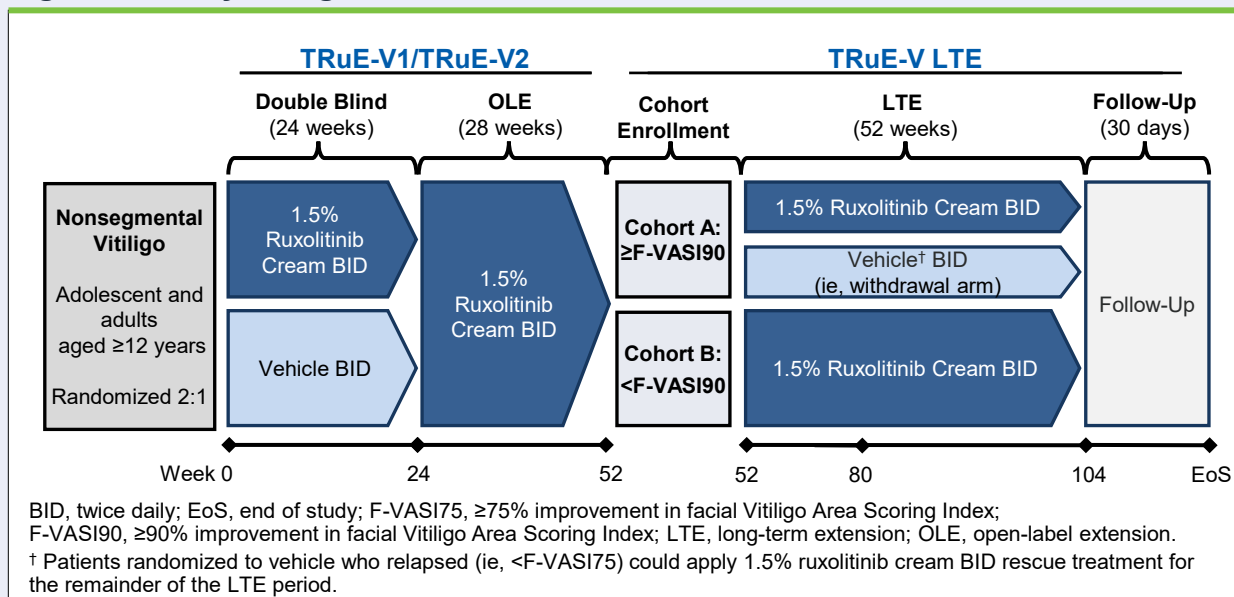 TRuE-V1/TRuE-V2
TRuE-V LTE
Double Blind
(24 weeks)
OLE
(28 weeks)
Cohort
Enrollment
LTE
(52 weeks)
Follow-Up
(30 days)
Nonsegmental
Vitiligo
Adolescent and
adults
aged ≥12 years
Randomized 2:1
1.5%
Ruxolitinib
Cream BID
Vehicle BID
1.5%
Ruxolitinib
Cream BID
Cohort A:
≥F-VASI90
Cohort B:
<F-VASI90
1.5% Ruxolitinib Cream BID
Vehicle† BID
(ie, withdrawal arm)
1.5% Ruxolitinib Cream BID
Follow-Up
Week 0
24
52
52
80
104
EoS
BID, twice daily; EoS, end of study; F-VASI75, ≥75% improvement in facial Vitiligo Area Scoring Index;
F-VASI90, ≥90% improvement in facial Vitiligo Area Scoring Index; LTE, long-term extension; OLE, open-label extension.
† Patients randomized to vehicle who relapsed (ie, <F-VASI75) could apply 1.5% ruxolitinib cream BID rescue treatment for
the remainder of the LTE period.